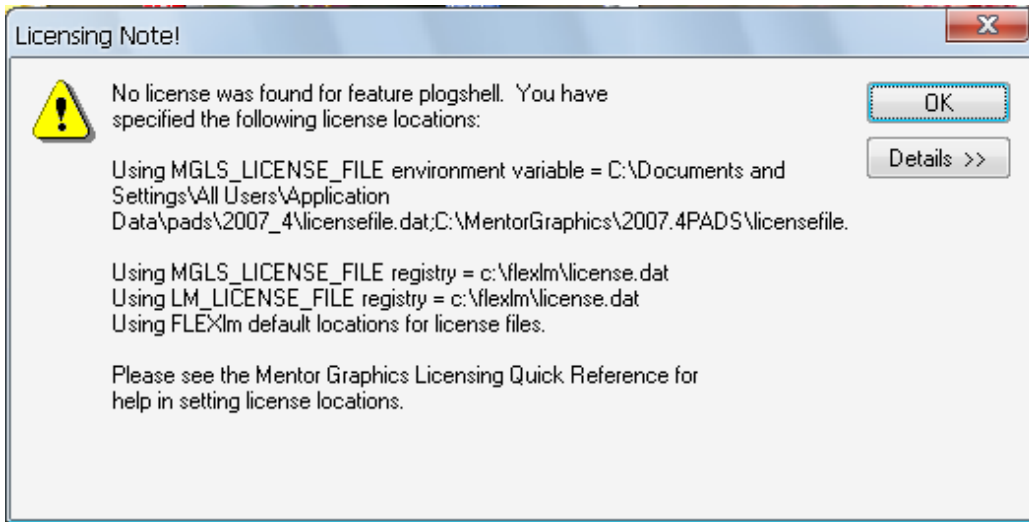 Licensing Note!
No license was found for feature plogshell.  You have
specified the following license locations:
Using MGLS_LICENSE_FILE environment variable = C:\Documents and
Settings\All Users\Application
Data\pads\2007_4\licensefile.dat;C:\MentorGraphics\2007.4PADS\licensefile.
Using MGLS_LICENSE_FILE registry = c:\flexlm\license.dat
Using LM_LICENSE_FILE registry = c:\flexlm\license.dat
Using FLEXlm default locations for license files.
Please see the Mentor Graphics Licensing Quick Reference for
help in setting license locations.
OK
Details >>